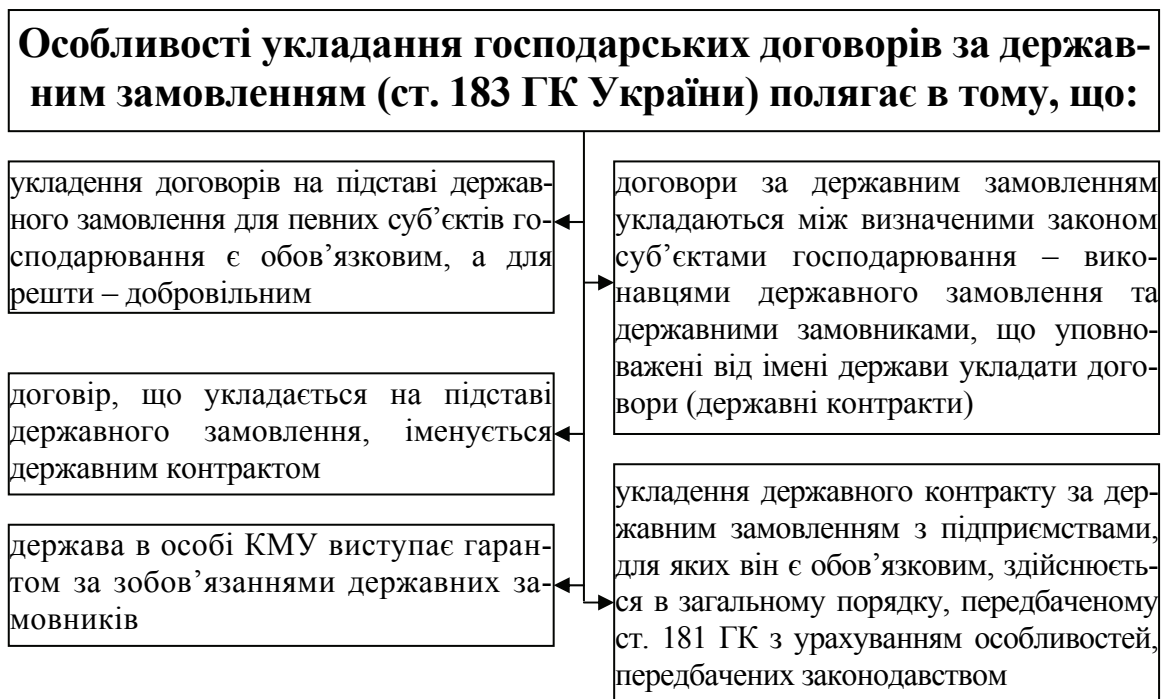 Особливості укладання господарських договорів за держав-
ним замовленням (ст. 183 ГК України) полягає в тому, що:
укладення договорів на підставі держав-
ного замовлення для певних суб’єктів го-
сподарювання є обов’язковим, а для
решти – добровільним
договір, що укладається на підставі
державного замовлення, іменується
державним контрактом
держава в особі КМУ виступає гаран-
том за зобов’язаннями державних за-
мовників
договори за державним замовленням
укладаються між визначеними законом
суб’єктами господарювання – вико-
навцями державного замовлення та
державними замовниками, що уповно-
важені від імені держави укладати дого-
вори (державні контракти)
укладення державного контракту за дер-
жавним замовленням з підприємствами,
для яких він є обов’язковим, здійснюєть-
ся в загальному порядку, передбаченому
ст. 181 ГК з урахуванням особливостей,
передбачених законодавством